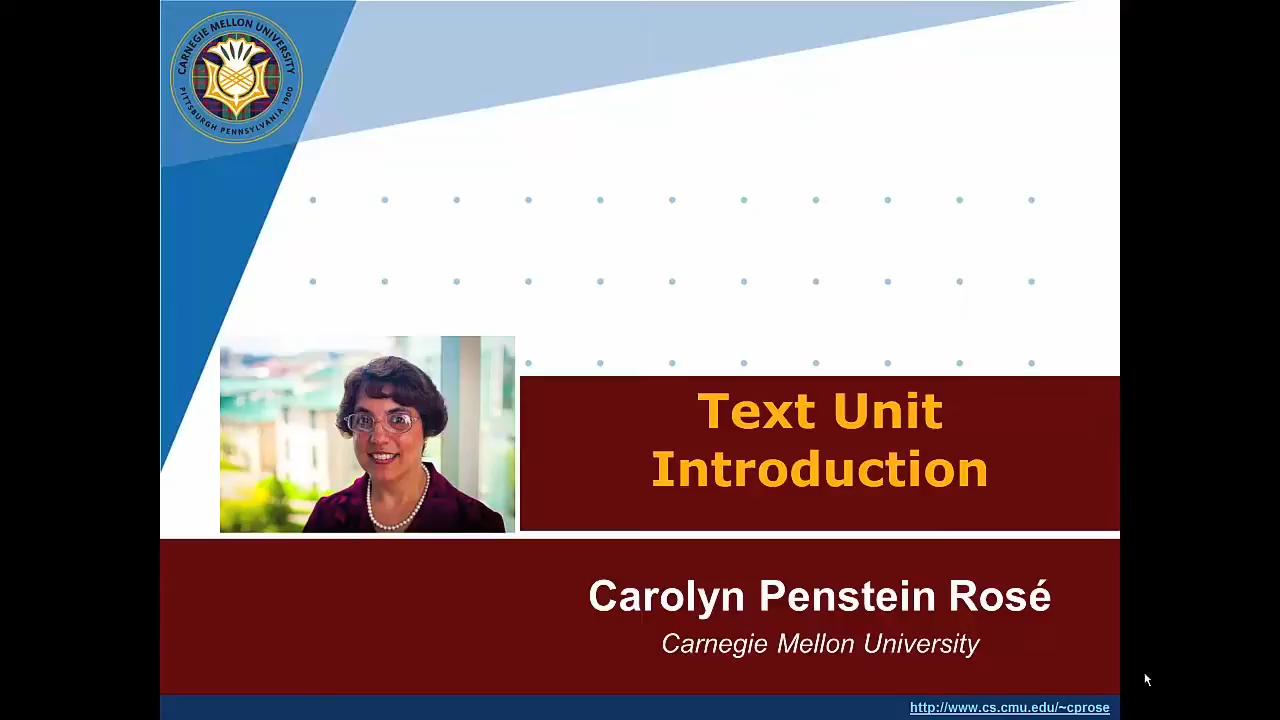 CARNEGIE MELLON UNIVERSITY
PITTSBURGH PENNSYLVANIA 1900
Text Unit
Introduction
Carolyn Penstein Rosé
Carnegie Mellon University
http://www.cs.cmu.edu/~cprose